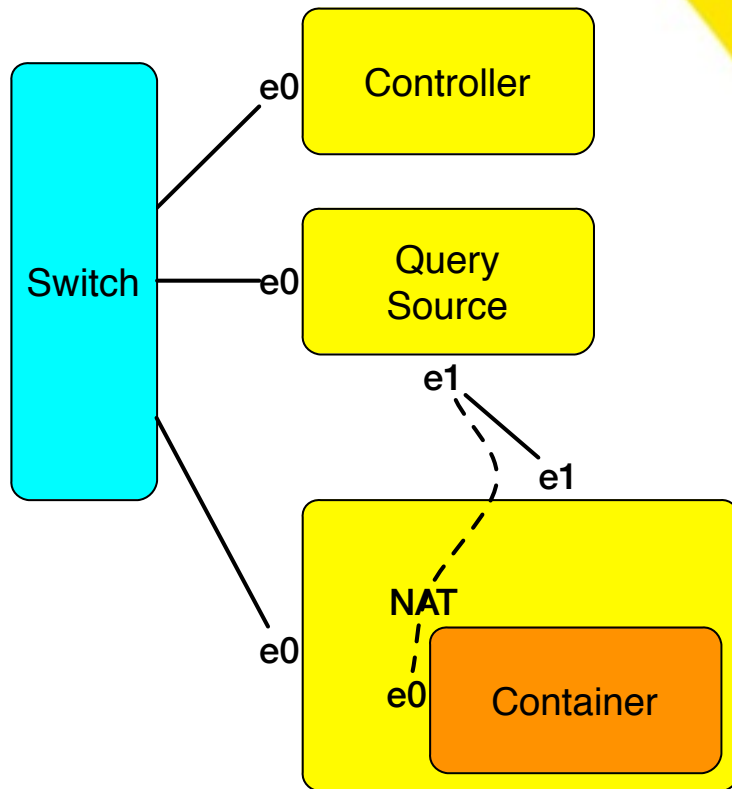 e0
Controller
Switch
e0
Query
Source
e1
e1
NAT
e0
e0
Container